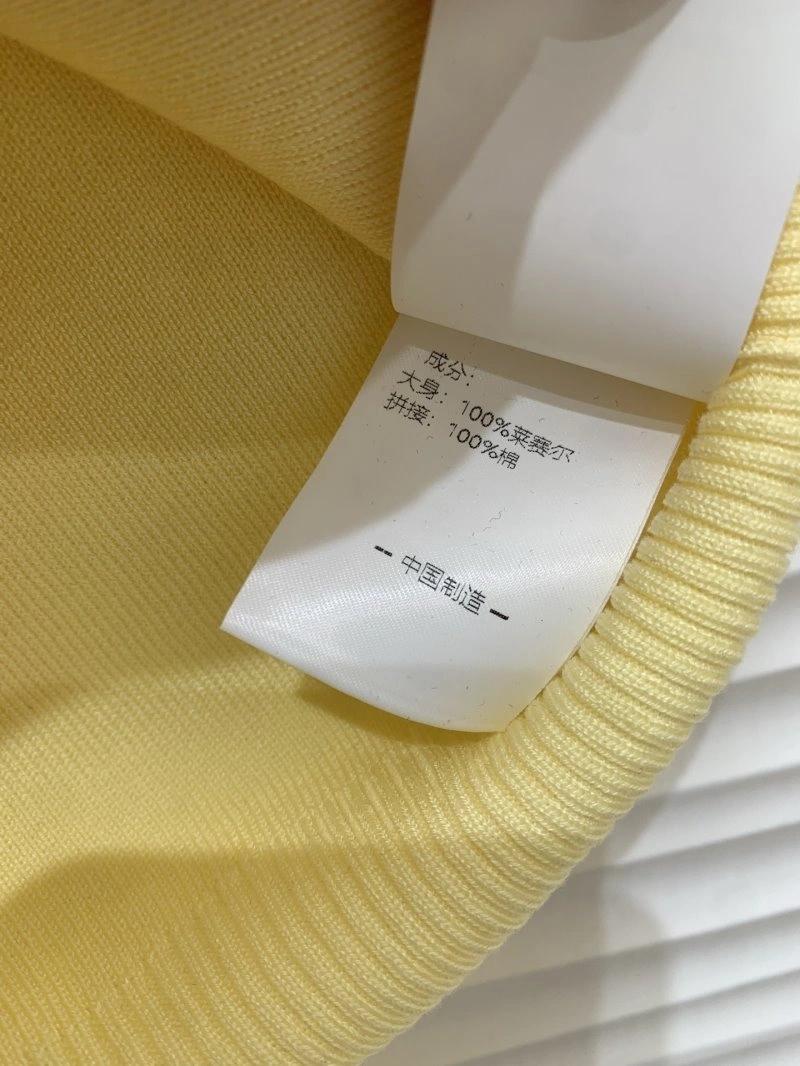 成分：
大身：100%莱赛尔
拼接：100%棉
-- 中国制造 --